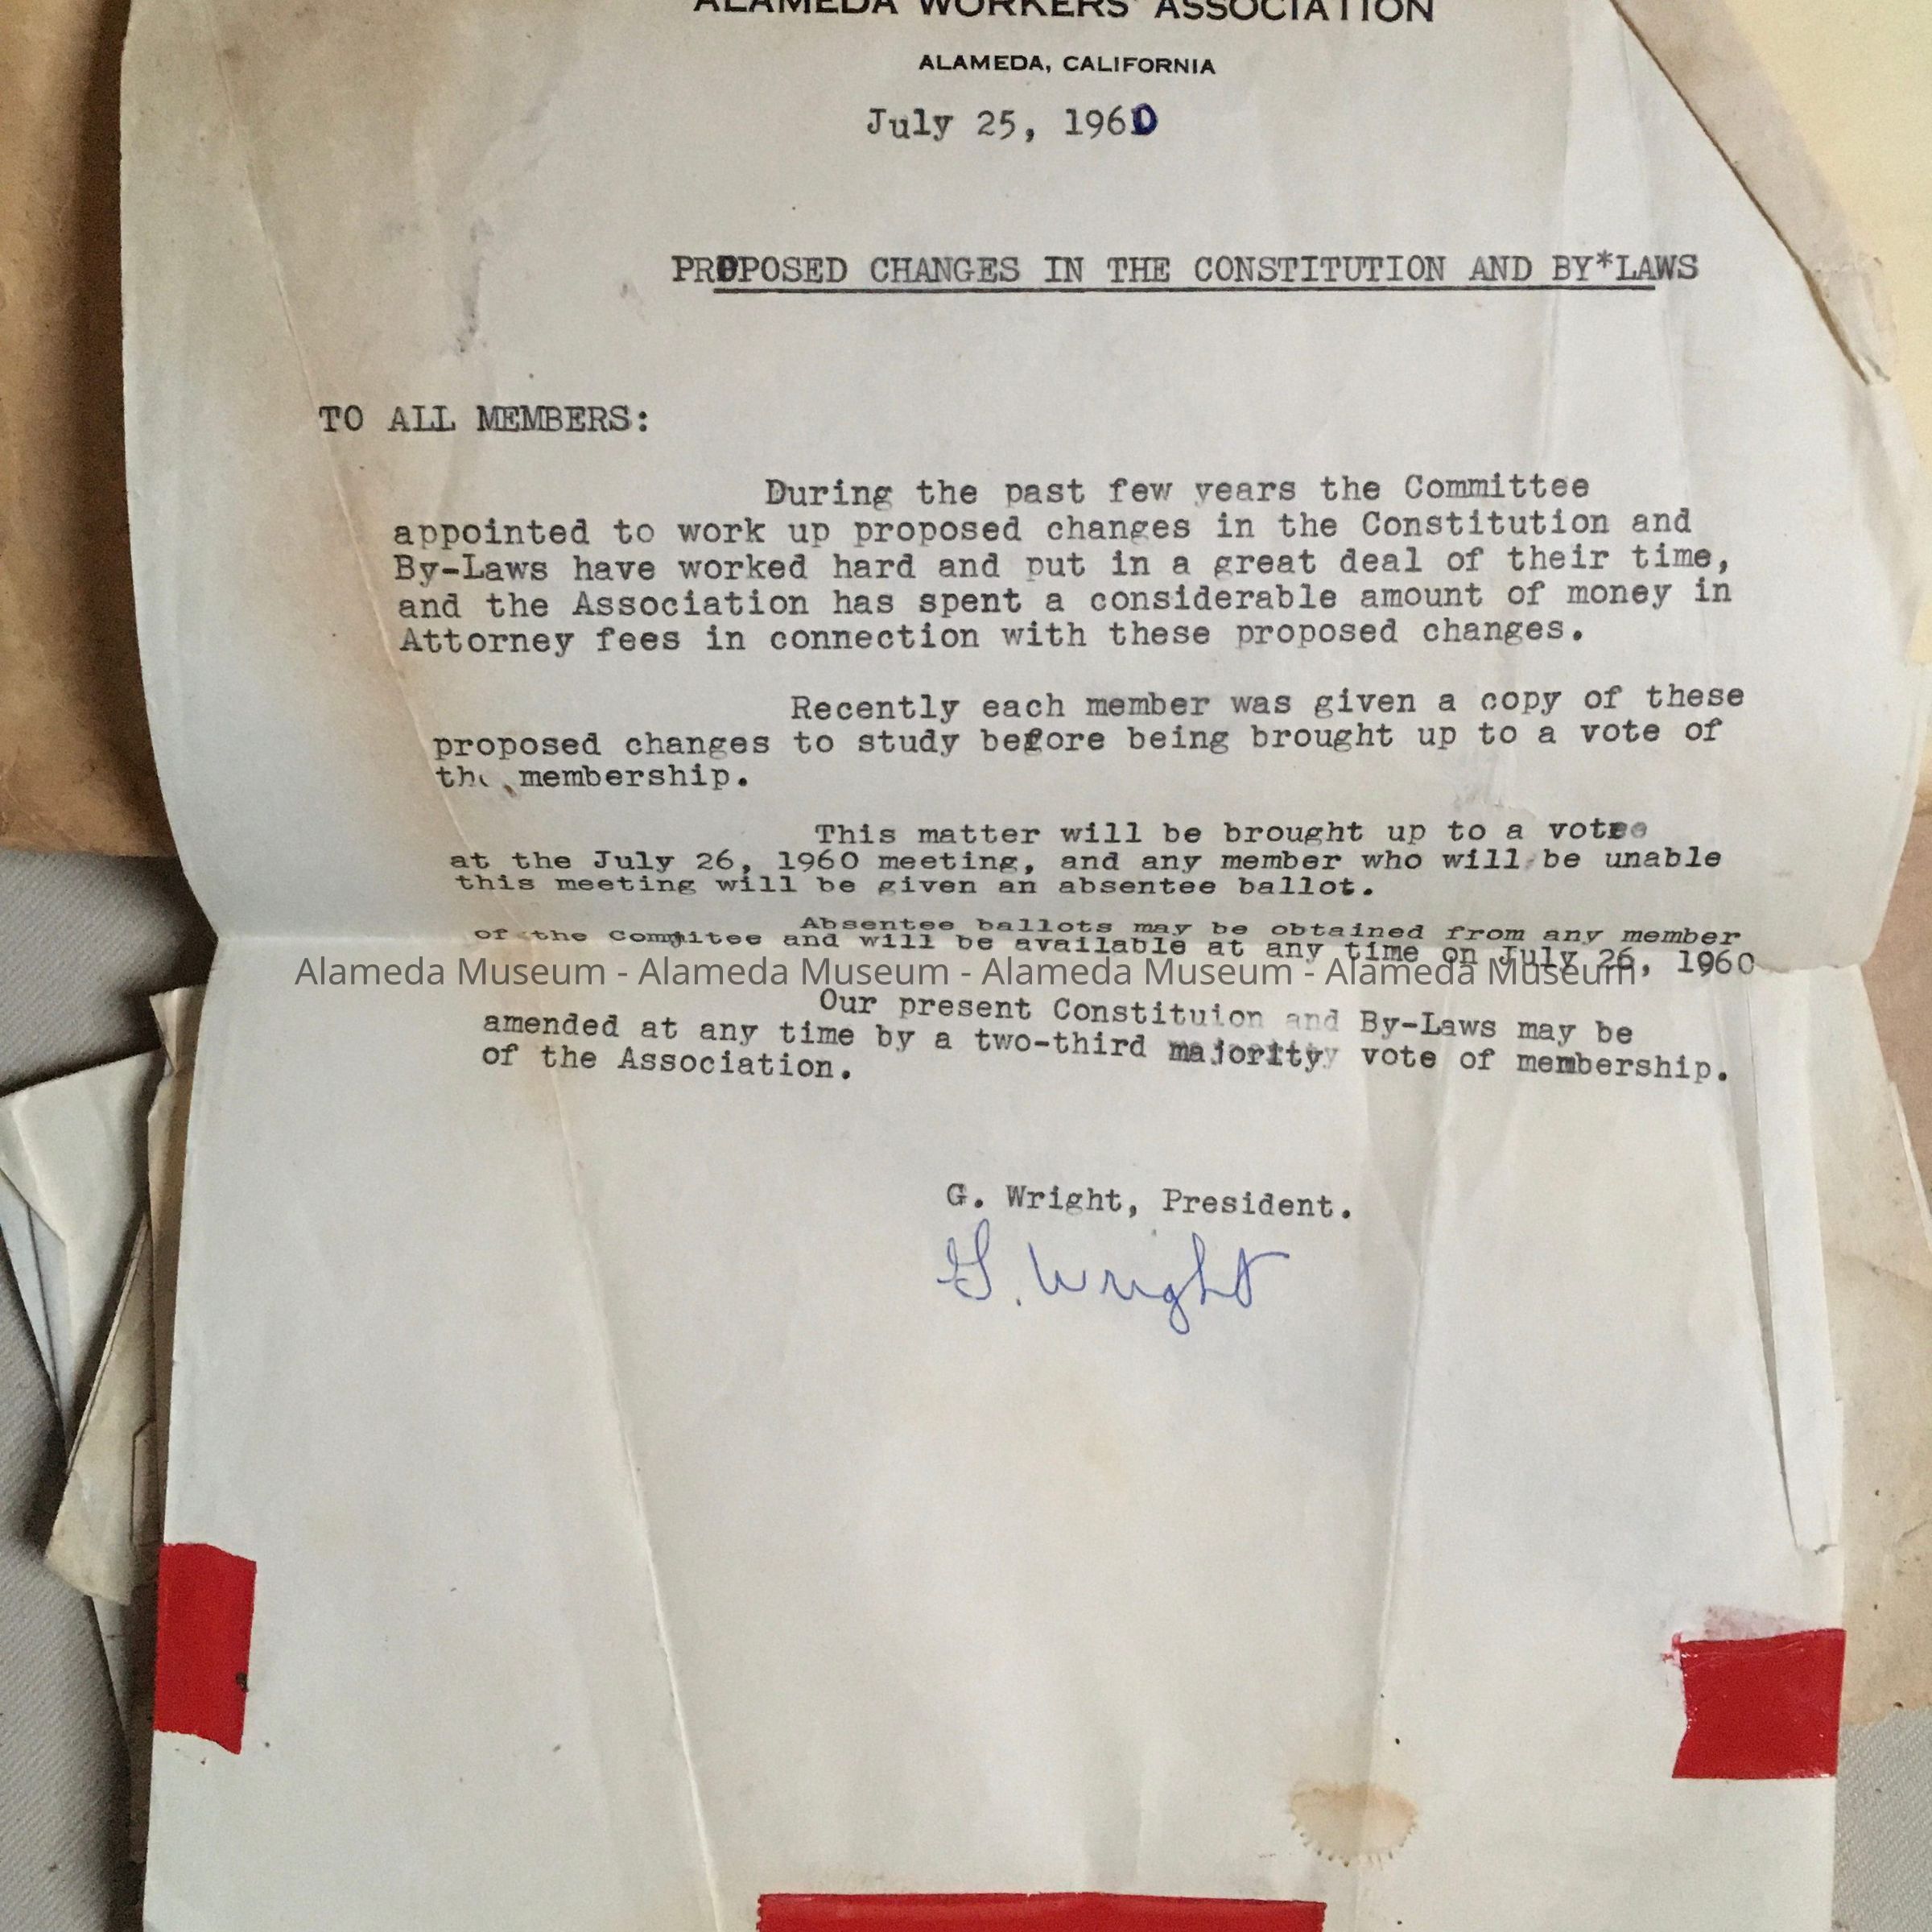 ALAMEDA WORKERS' ASSOCIATION
ALAMEDA, CALIFORNIA
July 25, 1960
PROPOSED CHANGES IN THE CONSTITUTION AND BY*LAWS
TO ALL MEMBERS:
During the past few years the Committee
appointed to work up proposed changes in the Constitution and
By-Laws have worked hard and put in a great deal of their time,
and the Association has spent a considerable amount of money in
Attorney fees in connection with these proposed changes.
Recently each member was given a copy of these
proposed changes to study before being brought up to a vote of
the membership.
This matter will be brought up to a vote
at the July 26, 1960 meeting, and any member who will be unable
this meeting will be given an absentee ballot.
Absentee ballots may be obtained from any member
of the Committee and will be available at any time on July 26, 1960
Alameda Museum - Alameda Museum - Alameda Museum - Alameda Museum
Our present Constituion and By-Laws may be
amended at any time by a two-third majority vote of membership.
of the Association.
G. Wright, President.
G. Wright